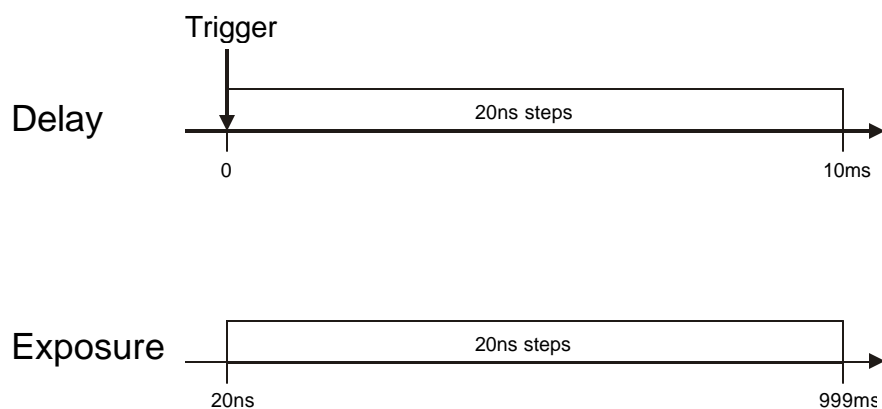 Trigger
Delay
20ns steps
0
10ms
Exposure
20ns steps
20ns
999ms